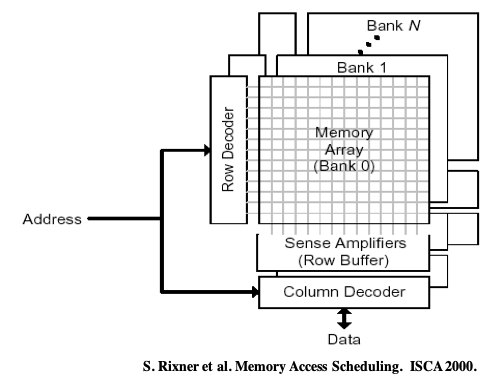 Bank N
Bank 1
Row Decoder
Memory
Array
(Bank 0)
Address
Sense Amplifiers
(Row Buffer)
Column Decoder
Data
S. Rixner et al. Memory Access Scheduling. ISCA 2000.